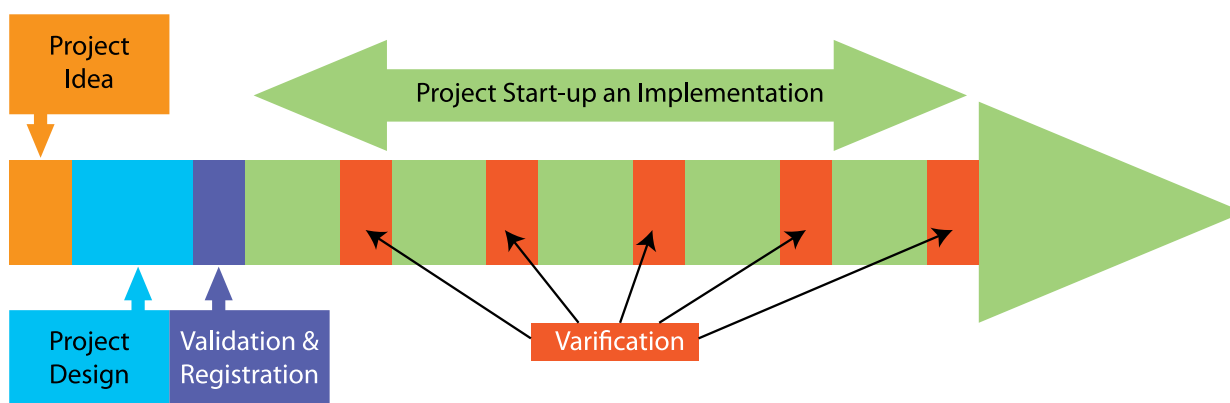 Project
Idea
Project Start-up an Implementation
Varification
Project
Design
Validation &
Registration